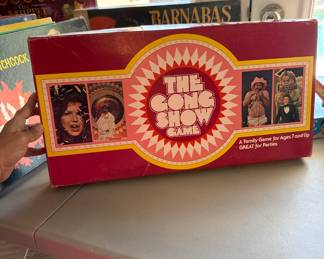 BARNABAS
THE
GONG
SHOW
GAME
A Family Game for Ages 7 and Up
GREAT for Parties